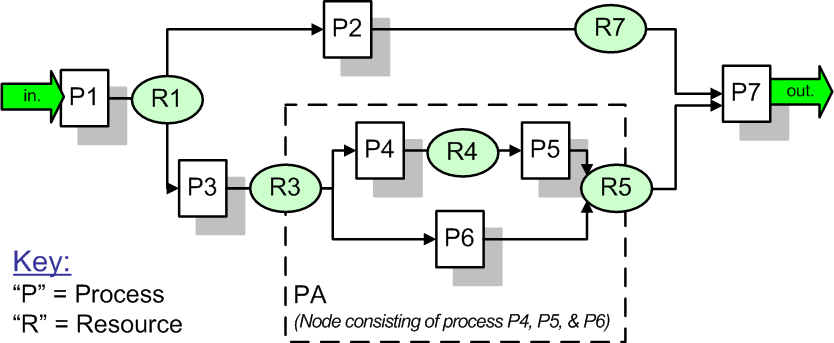 P2
R7
in.
P1
R1
P7
out.
P4
R4
P5
P3
R3
R5
P6
Key:
"P" = Process
"R" = Resource
PA
(Node consisting of process P4, P5, & P6)